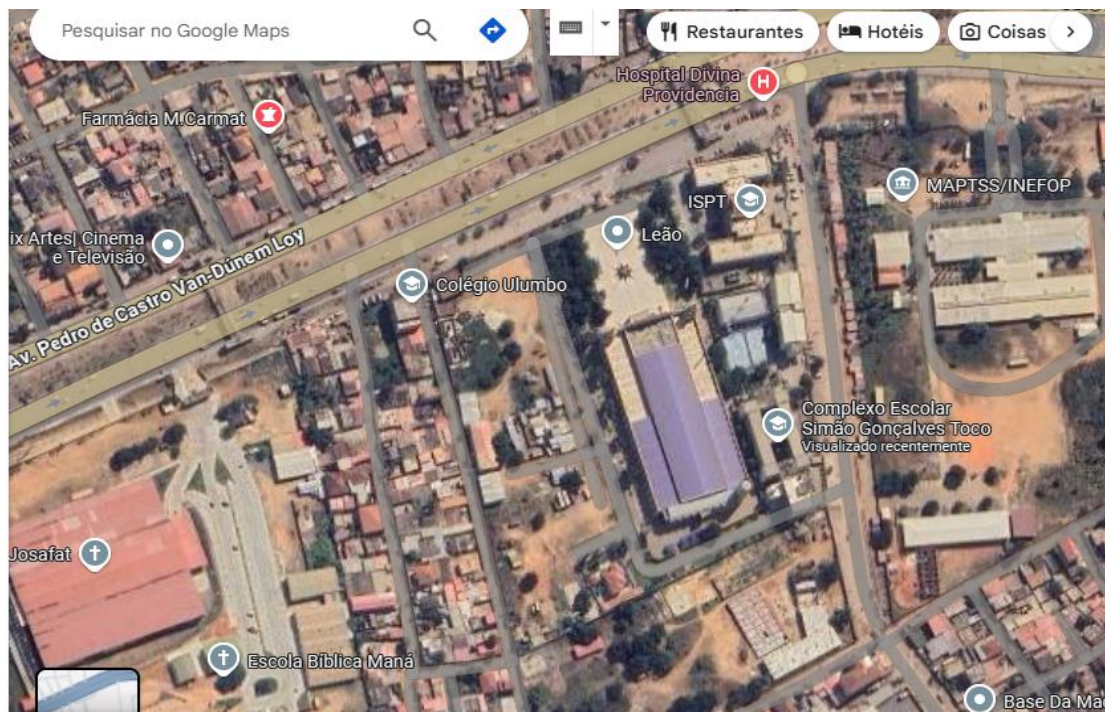 Pesquisar no Google Maps
Restaurantes
Hotéis
Coisas
Hospital Divina
Providencia
H
Farmácia M.Carmat
MAPTSS/INEFOP
ISPT
Leão
ix Artes| Cinema
e Televisão
Av. Pedro de Castro Van-Dúnem Loy
Colégio Ulumbo
Complexo Escolar
Simão Gonçalves Toco
Visualizado recentemente
Josafat
Escola Bíblica Maná
Base Da Mac